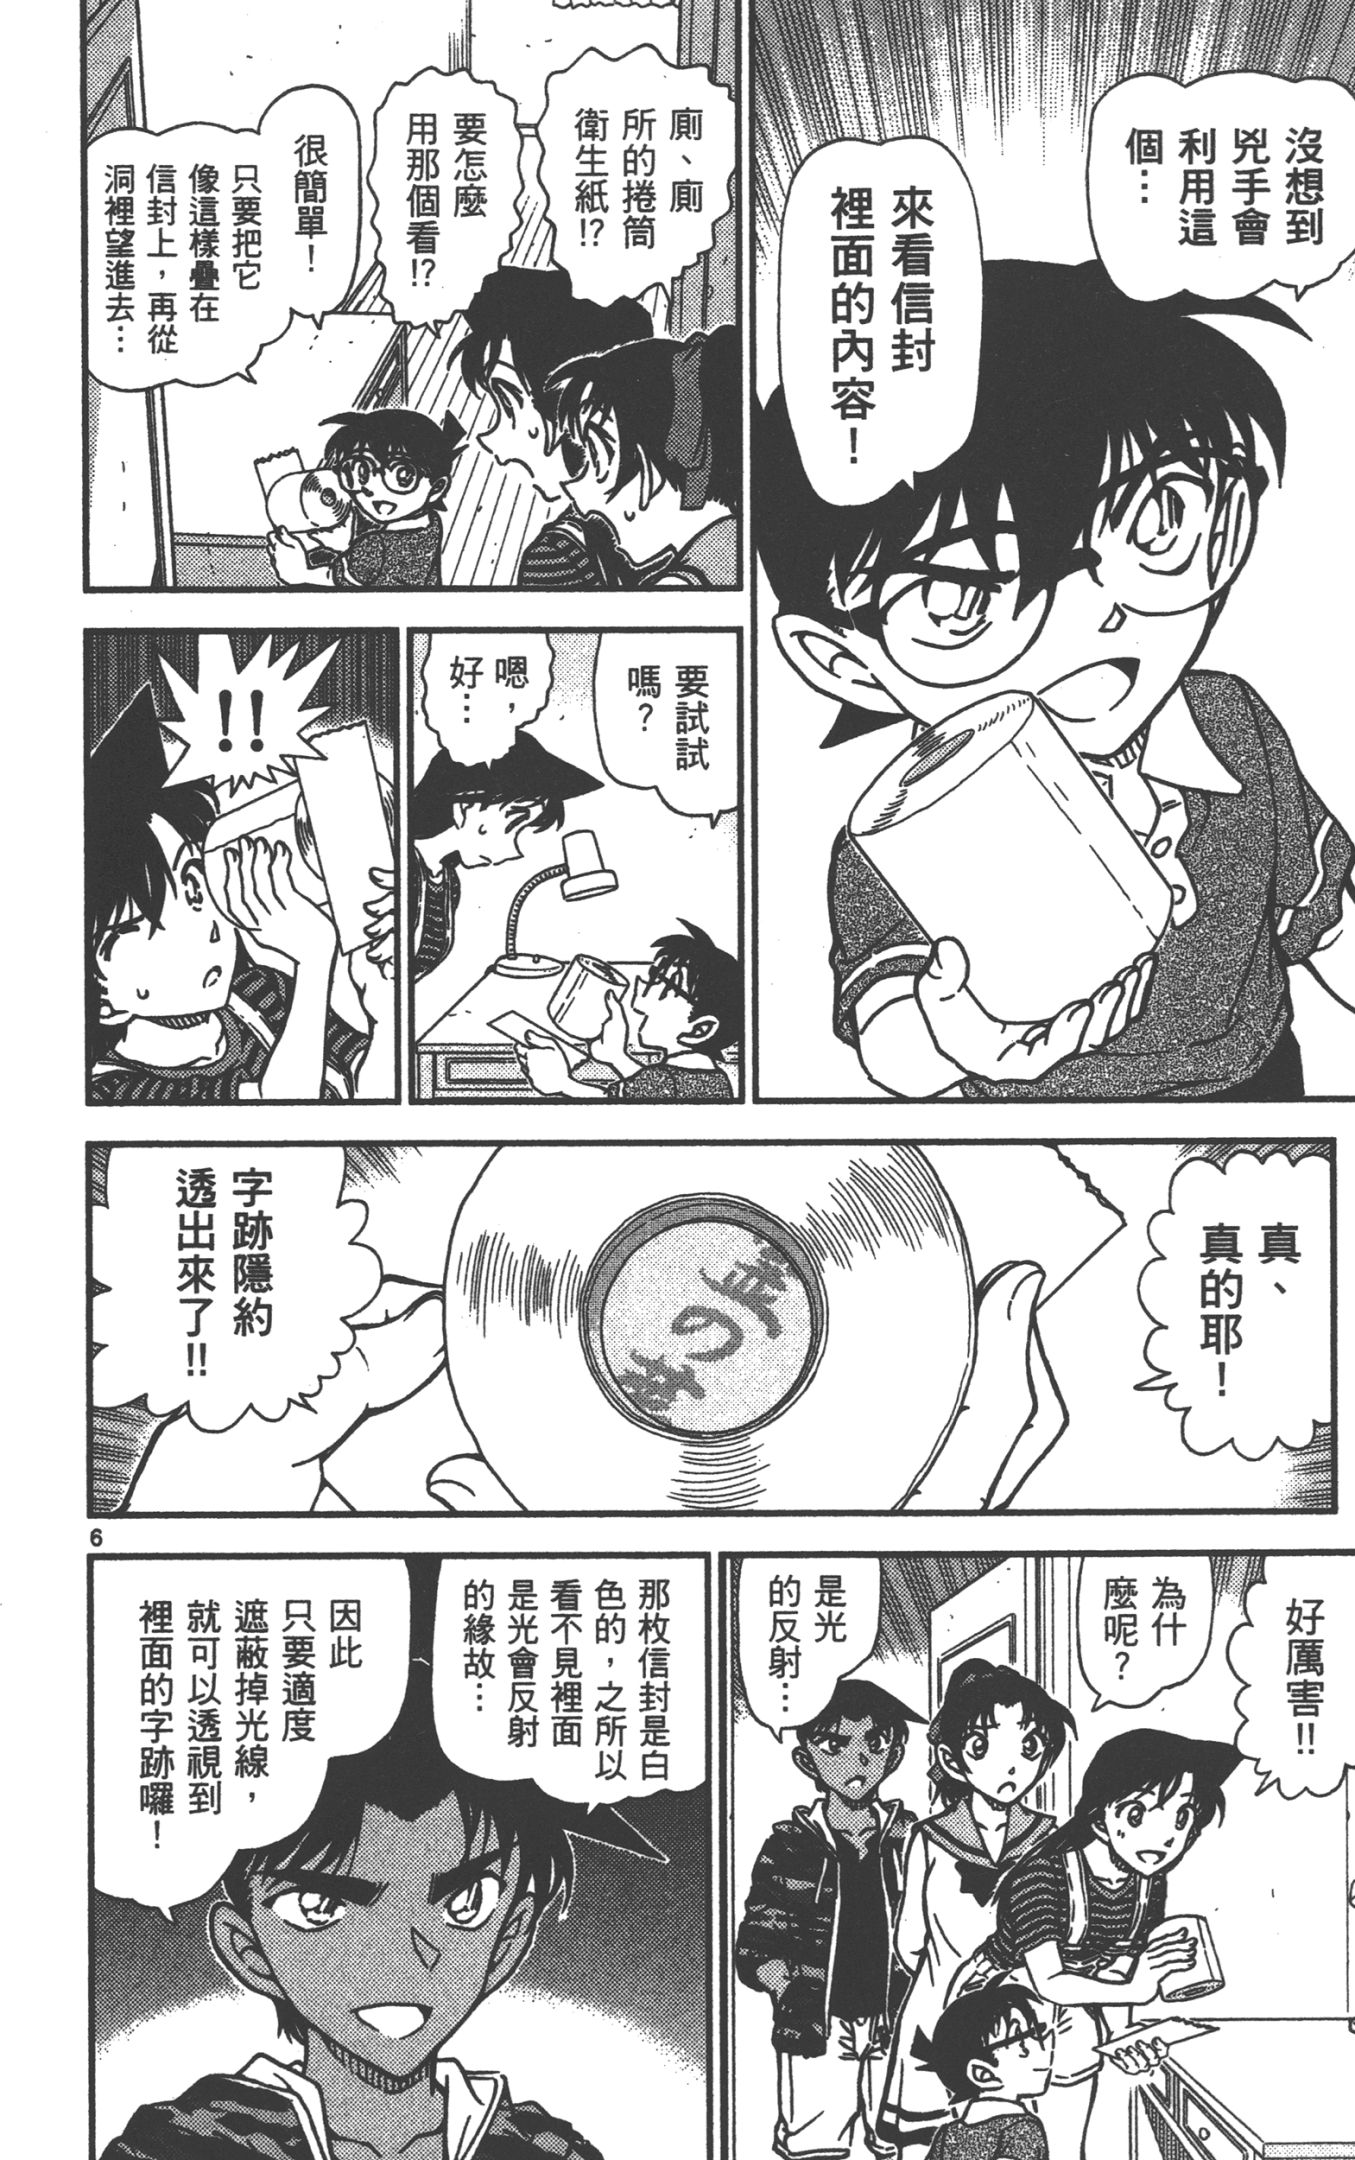 沒想到
兇手會
利用這
個⋯
來看信封
裡面的內容！
廁、廁
所的捲筒
衛生紙!?
要怎麼
用那個看!?
很簡單！
只要把它
像這樣疊在
信封上，再從
洞裡望進去⋯
要試試
嗎？
嗯，
好⋯
!!
真、
真的耶！
の
字跡隱約
透出來了!!
6
好厲害!!
為什
麼呢？
是光
的反射⋯
那枚信封是白
色的，之所以
看不見裡面
是光會反射
的緣故⋯
因此
只要適度
遮蔽掉光線，
就可以透視到
裡面的字跡囉！